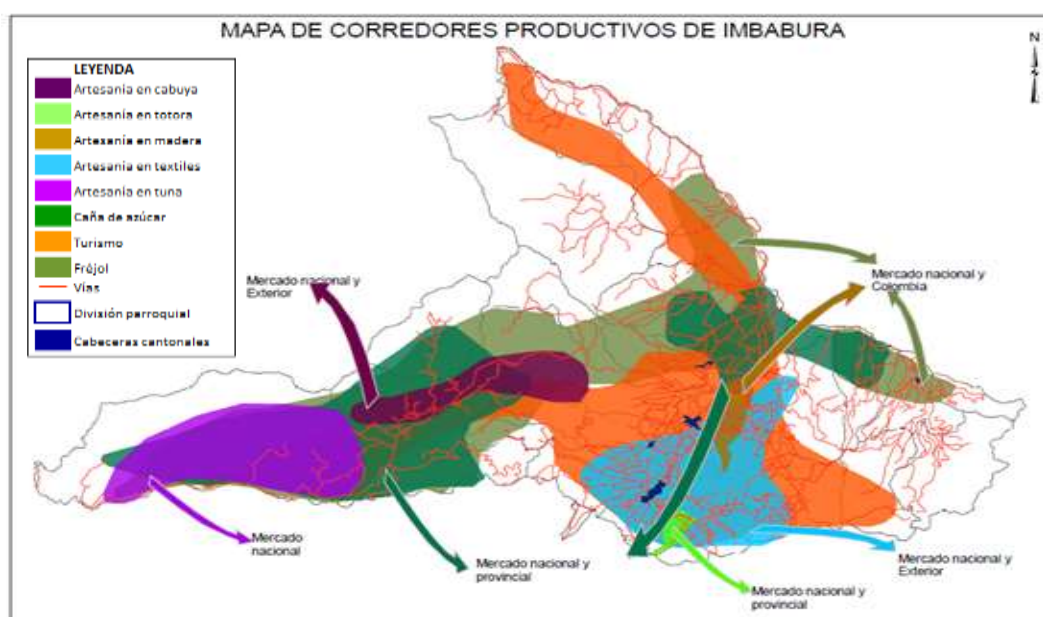 MAPA DE CORREDORES PRODUCTIVOS DE IMBABURA
N
LEYENDA
Artesanía en cabuya
Artesanía en totora
Artesanía en madera
Artesanía en textiles
Artesanía en tuna
Caña de azúcar
Turismo
Fréjol
Vías
División parroquial
Cabeceras cantonales
Mercado nacional y
Exterior
Mercado nacional y
Colombia
Mercado
nacional
Mercado nacional y
provincial
Mercado nacional y
provincial
Mercado nacional y
Exterior